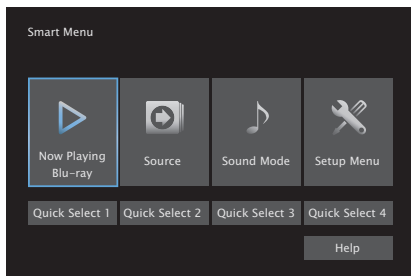 Smart Menu
Now Playing
Blu-ray
Source
Sound Mode
Setup Menu
Quick Select 1
Quick Select 2
Quick Select 3
Quick Select 4
Help